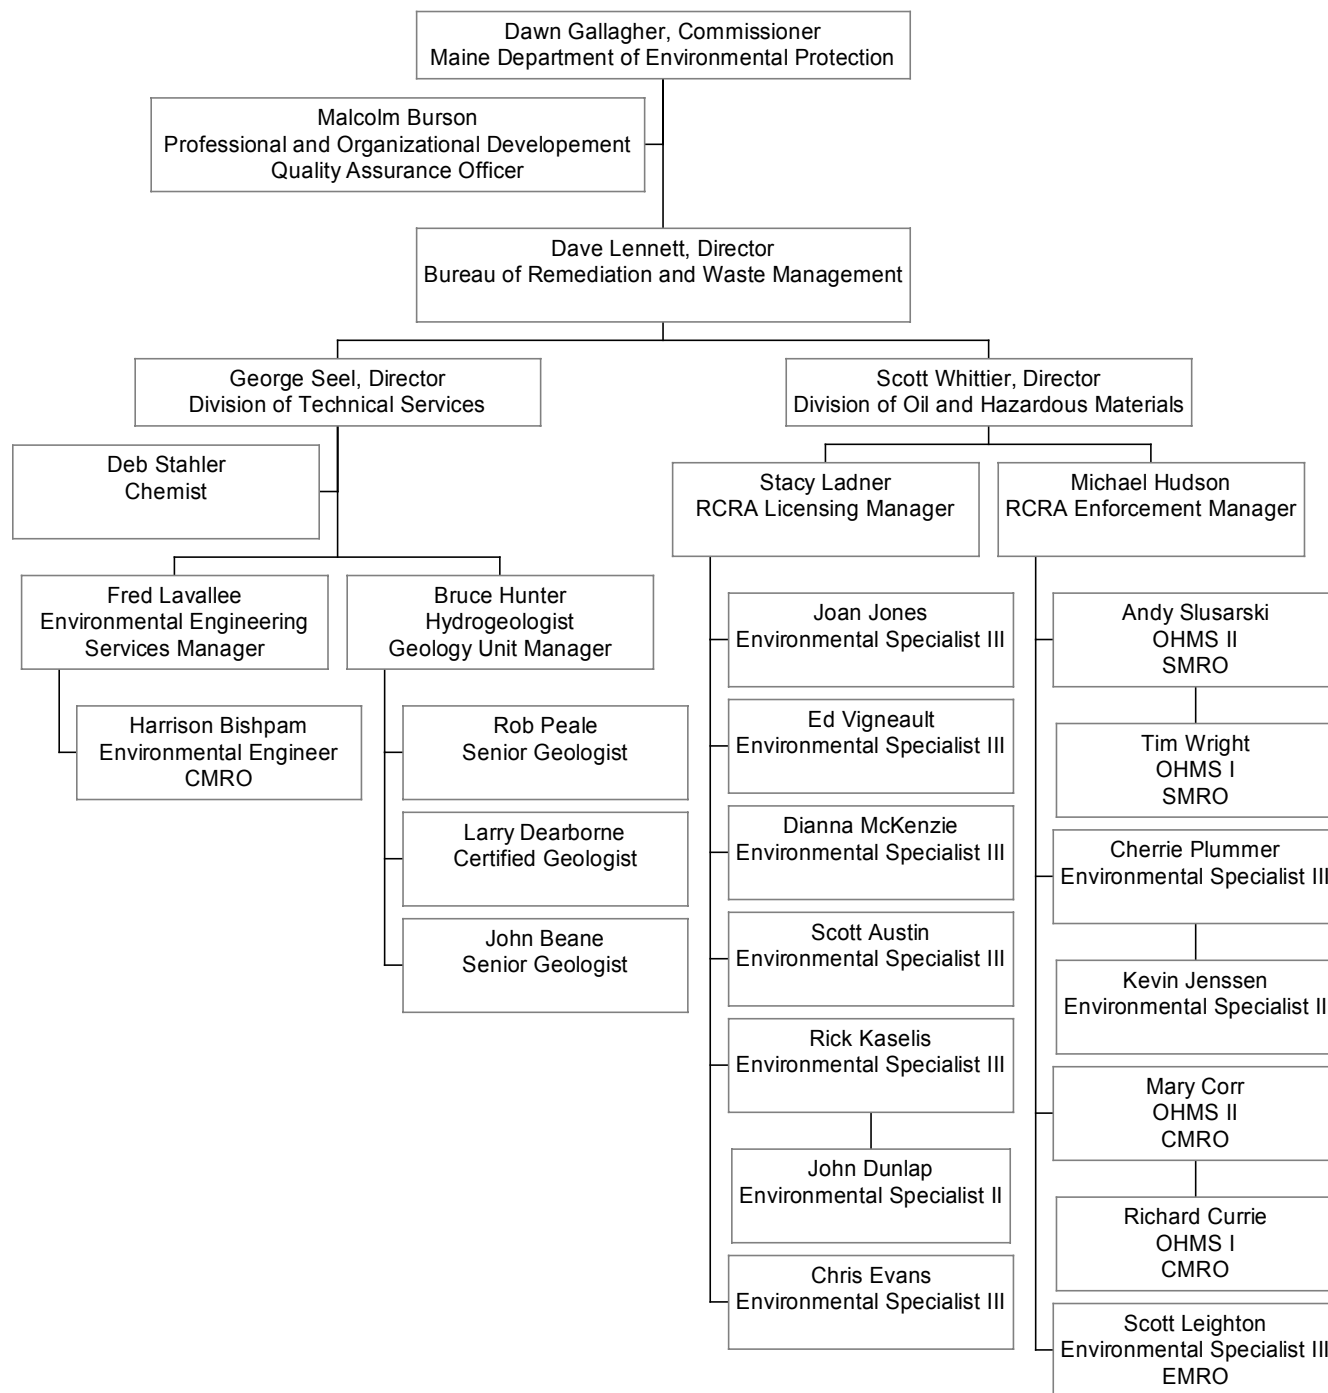 Dawn Gallagher, Commissioner
Maine Department of Environmental Protection
Malcolm Burson
Professional and Organizational Developement
Quality Assurance Officer
Dave Lennett, Director
Bureau of Remediation and Waste Management
George Seel, Director
Division of Technical Services
Deb Stahler
Chemist
Fred Lavallee
Environmental Engineering
Services Manager
Harrison Bishpam
Environmental Engineer
CMRO
Bruce Hunter
Hydrogeologist
Geology Unit Manager
Rob Peale
Senior Geologist
Larry Dearborne
Certified Geologist
John Beane
Senior Geologist
Scott Whittier, Director
Division of Oil and Hazardous Materials
Stacy Ladner
RCRA Licensing Manager
Joan Jones
Environmental Specialist III
Ed Vigneault
Environmental Specialist III
Dianna McKenzie
Environmental Specialist III
Scott Austin
Environmental Specialist III
Rick Kaselis
Environmental Specialist III
John Dunlap
Environmental Specialist II
Chris Evans
Environmental Specialist III
Michael Hudson
RCRA Enforcement Manager
Andy Slusarski
OHMS II
SMRO
Tim Wright
OHMS I
SMRO
Cherrie Plummer
Environmental Specialist III
Kevin Jenssen
Environmental Specialist II
Mary Corr
OHMS II
CMRO
Richard Currie
OHMS I
CMRO
Scott Leighton
Environmental Specialist III
EMRO